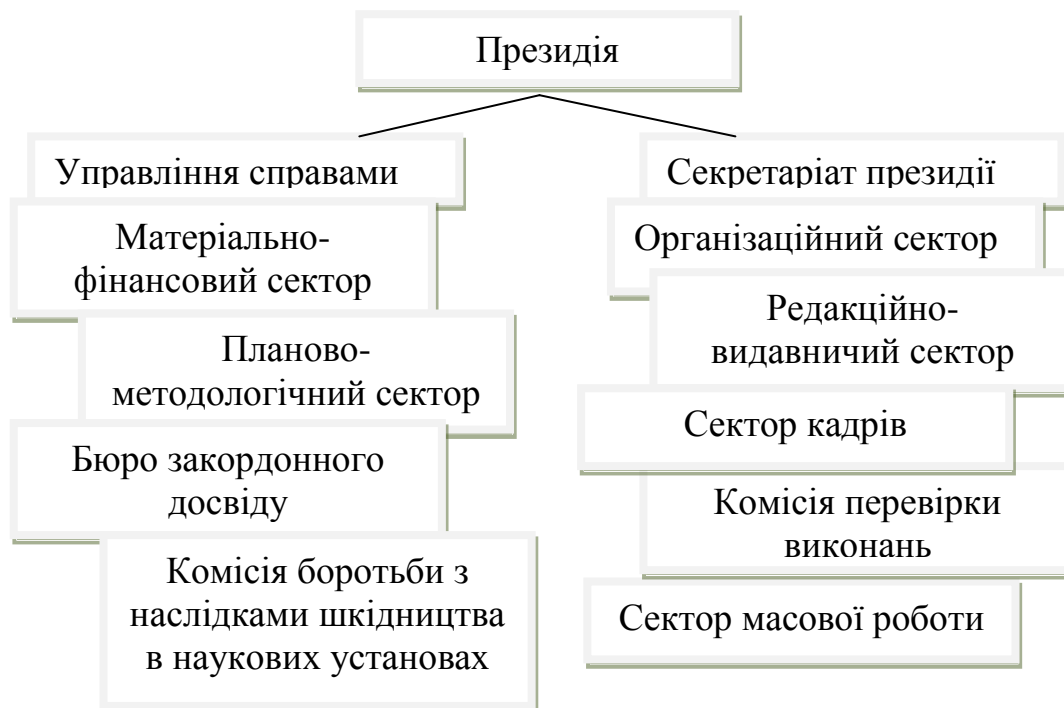 Президія
Управління справами
Матеріально-
фінансовий сектор
Планово-
методологічний сектор
Бюро закордонного
досвіду
Комісія боротьби з
наслідками шкідництва
в наукових установах
Секретаріат президії
Організаційний сектор
Редакційно-
видавничий сектор
Сектор кадрів
Комісія перевірки
виконань
Сектор масової роботи